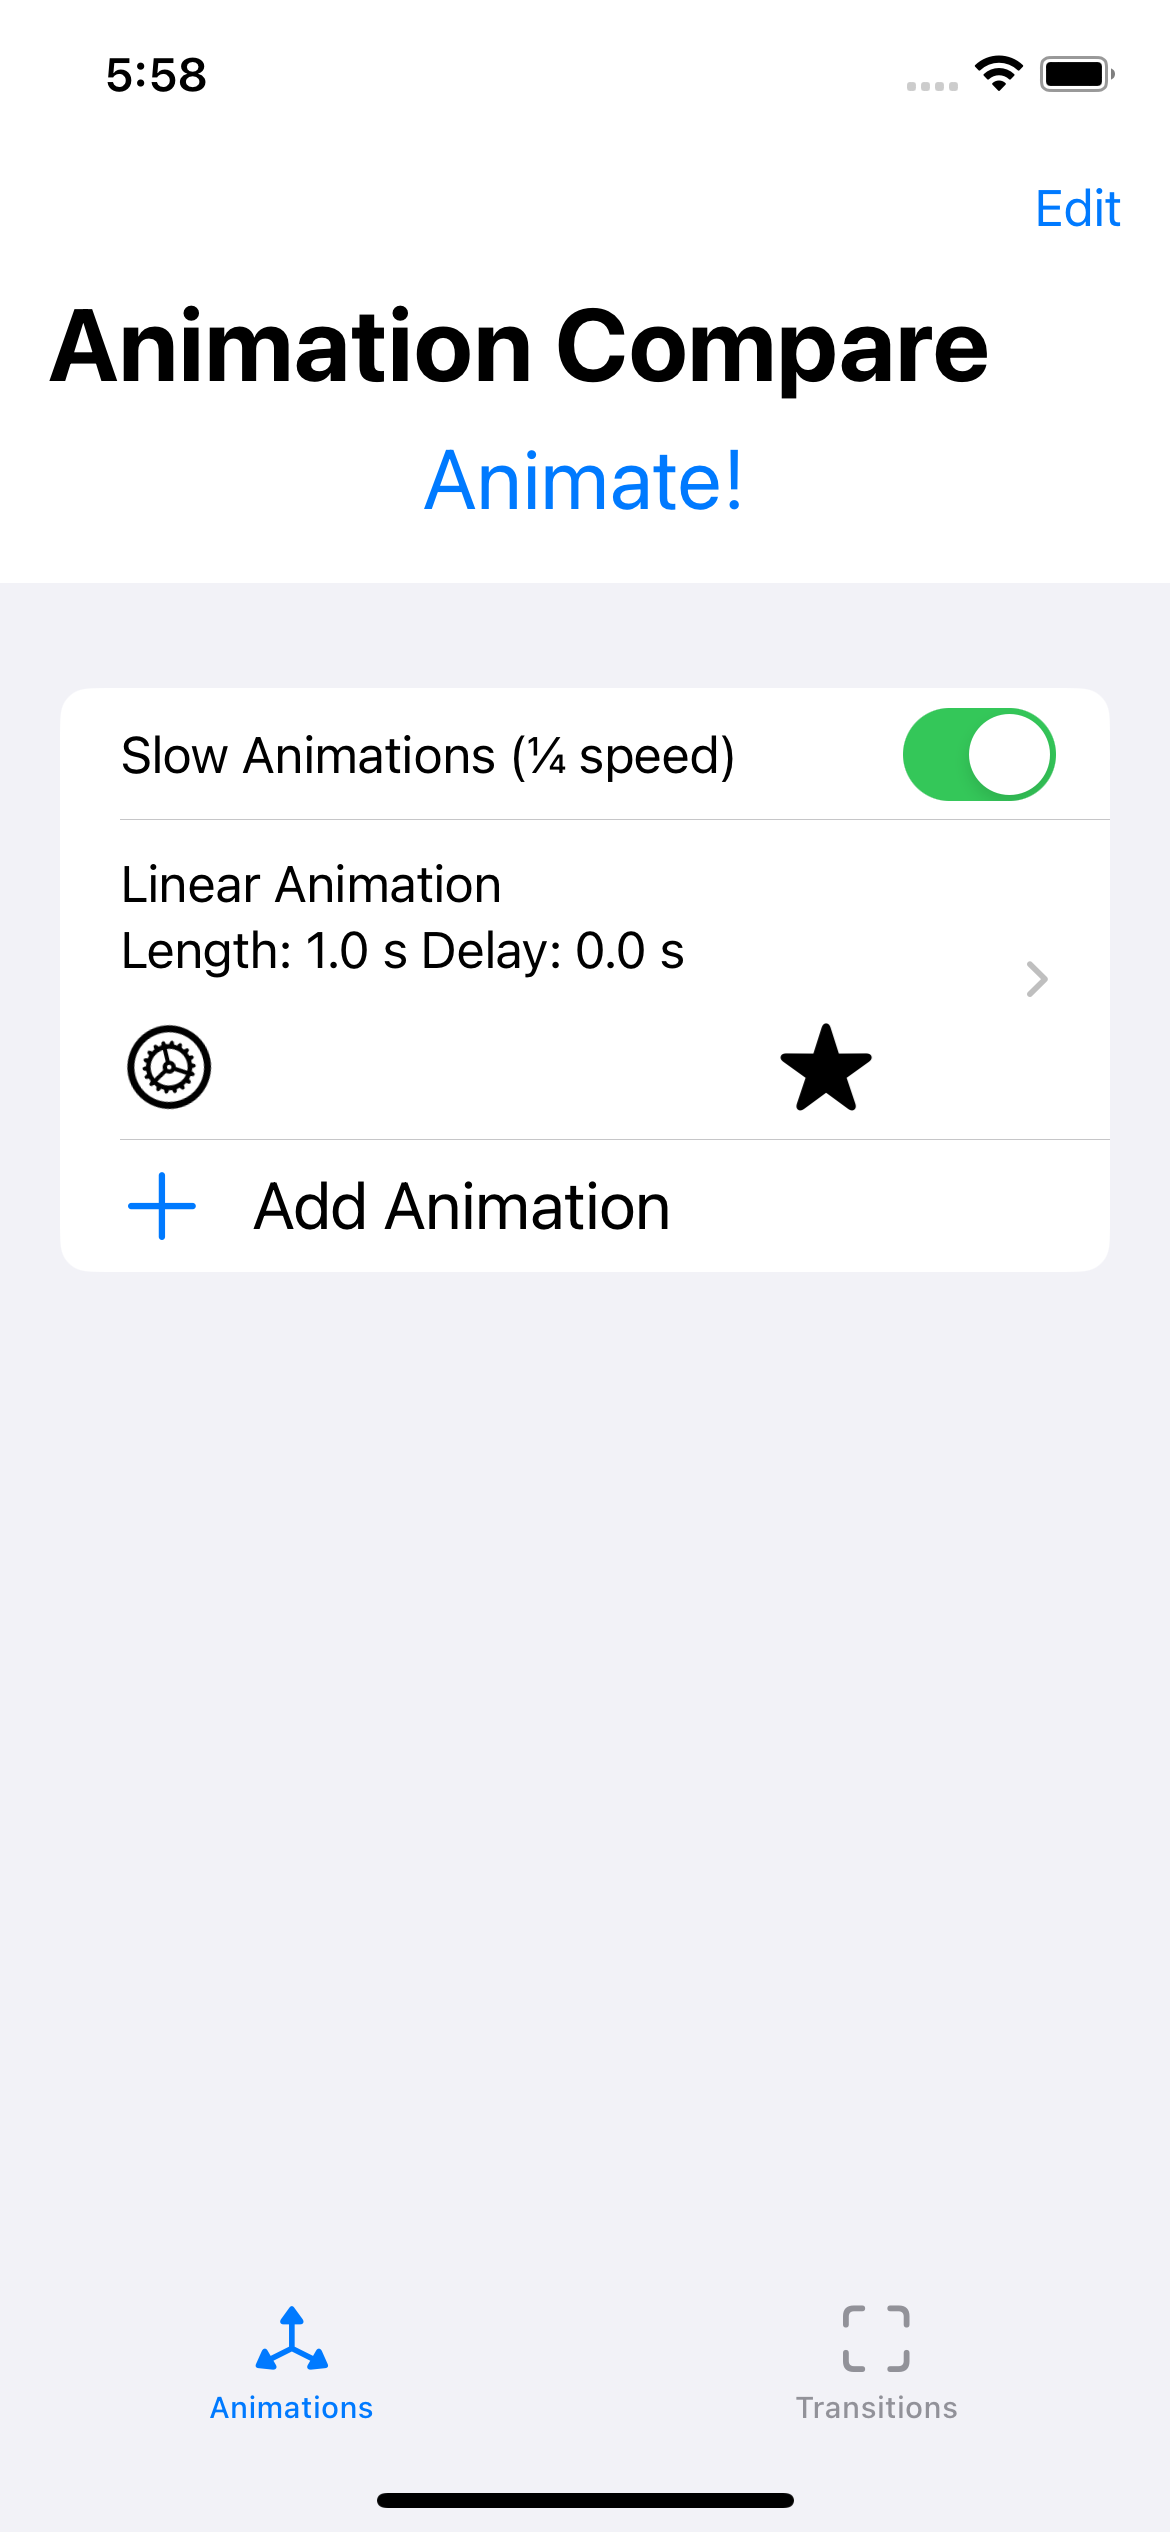 5:58
Edit
Animation Compare
Animate!
Slow Animations (¼ speed)
Linear Animation
Length: 1.0 s Delay: 0.0 s
Add Animation
Animations
Transitions